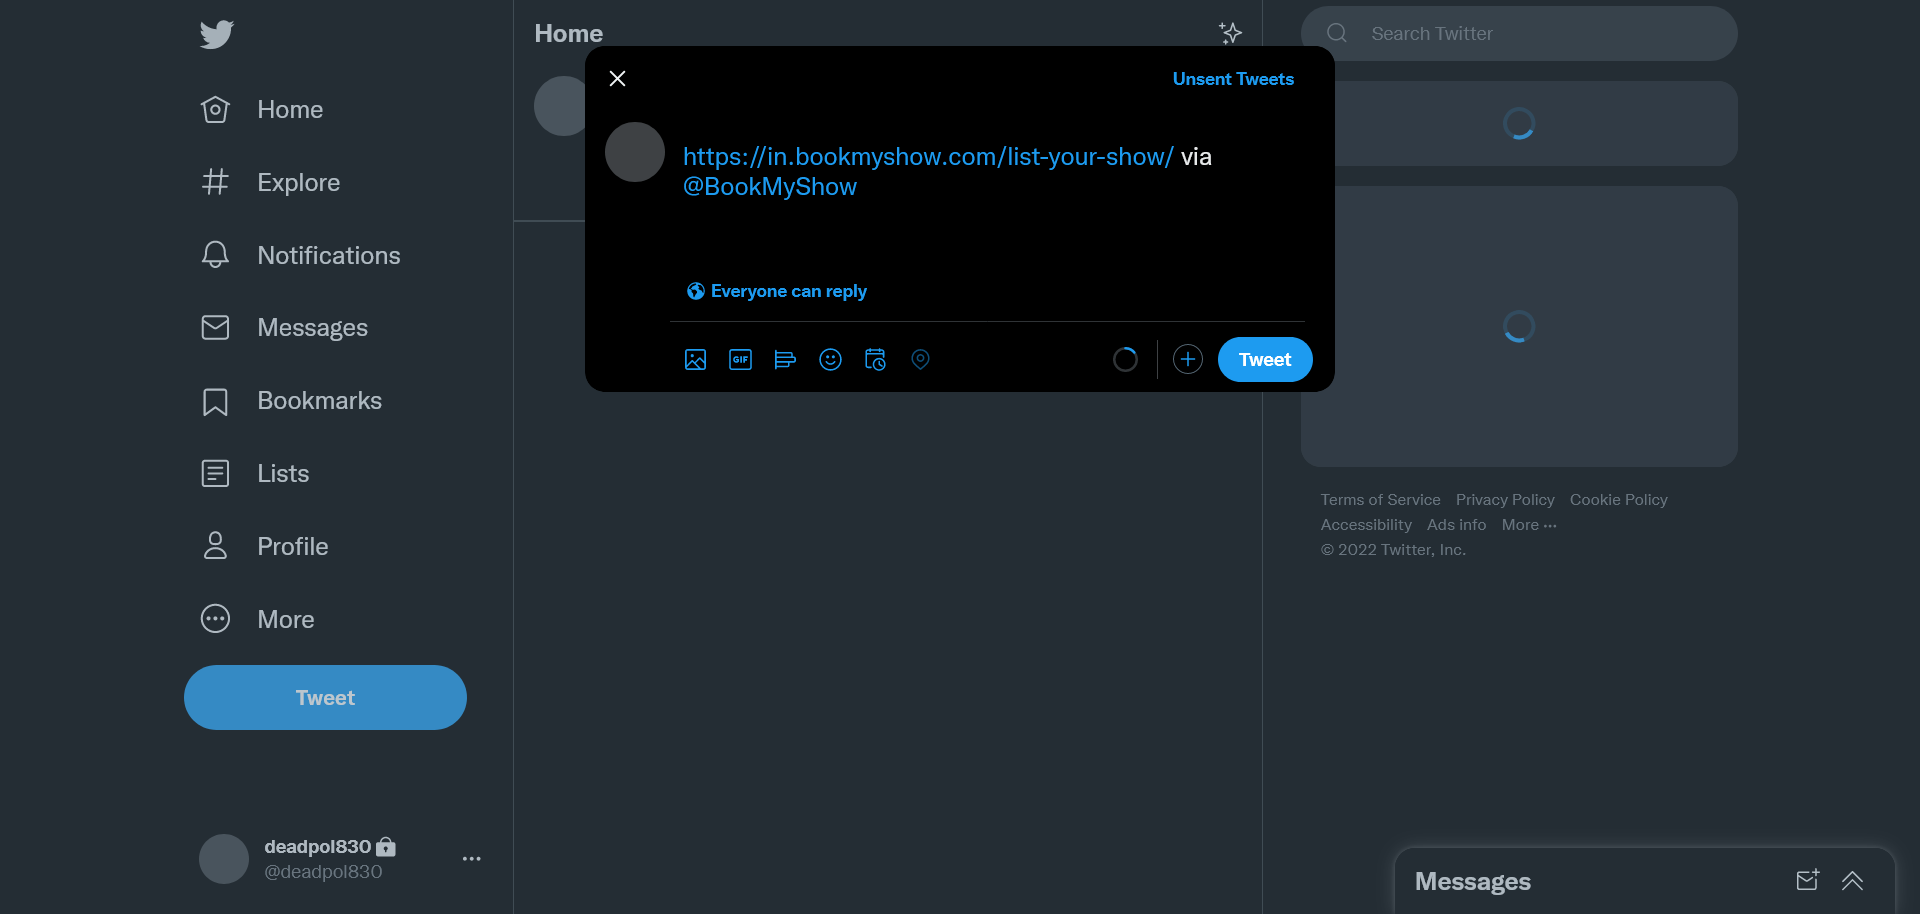 Home
Explore
Notifications
Messages
Bookmarks
Lists
Profile
More
Tweet
deadpol830
@deadpol830
Home
Unsent Tweets
https://in.bookmyshow.com/list-your-show/ via
@BookMyShow
Everyone can reply
GIF
Tweet
Search Twitter
Terms of Service Privacy Policy Cookie Policy
Accessibility Ads info More ···
© 2022 Twitter, Inc.
Messages